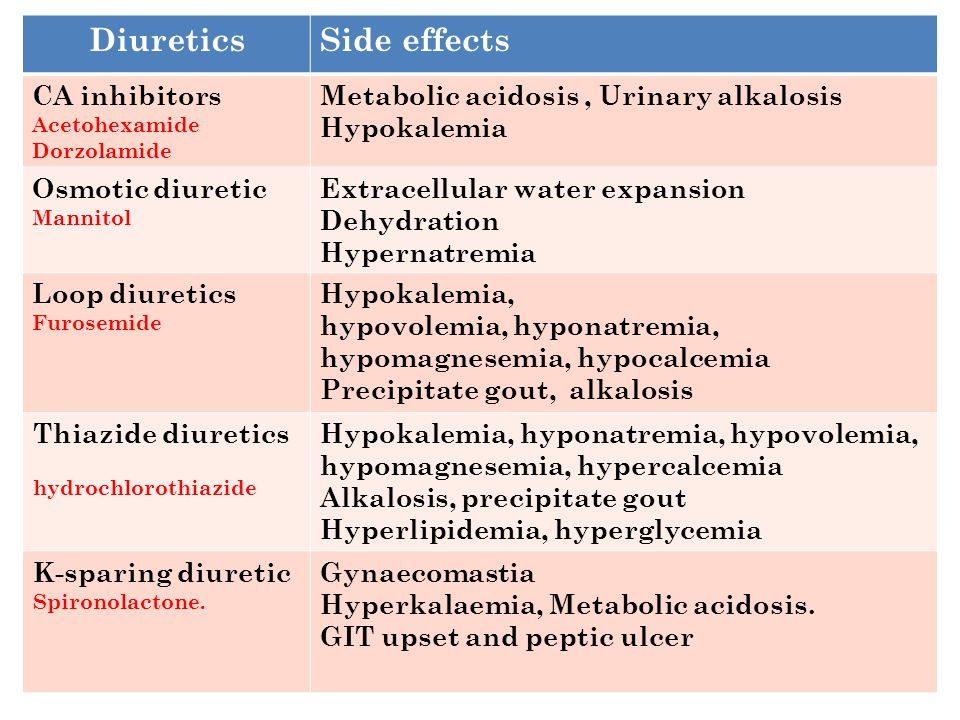 Diuretics Side effects
CA inhibitors
Acetohexamide
Dorzolamide
Metabolic acidosis , Urinary alkalosis
Hypokalemia
Osmotic diuretic
Mannitol
Extracellular water expansion
Dehydration
Hypernatremia
Loop diuretics
Furosemide
Hypokalemia,
hypovolemia, hyponatremia,
hypomagnesemia, hypocalcemia
Precipitate gout, alkalosis
Thiazide diuretics
hydrochlorothiazide
Hypokalemia, hyponatremia, hypovolemia,
hypomagnesemia, hypercalcemia
Alkalosis, precipitate gout
Hyperlipidemia, hyperglycemia
K-sparing diuretic
Spironolactone.
Gynaecomastia
Hyperkalaemia, Metabolic acidosis.
GIT upset and peptic ulcer